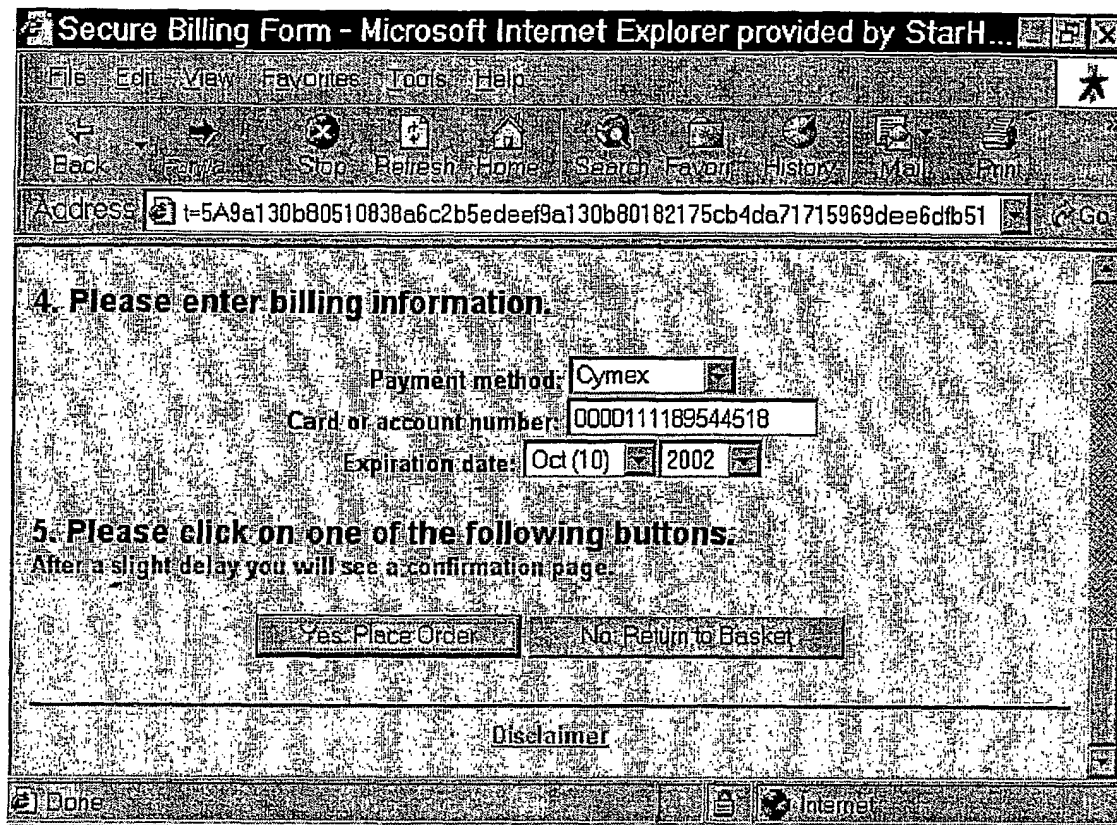 Secure Billing Form - Microsoft Internet Explorer provided by StarH...
File Edit View Favorites Tools Help
Back Forwa Stop Refresh Home Search Favori History Mail Print
Address t=5A9a130b80510838a6c2b5edeef9a130b80182175cb4da71715969dee6dfb51 Go
4. Please enter billing information.
Payment method: Cymex
Card or account number: 0000111189544518
Expiration date: Oct (10) 2002
5. Please click on one of the following buttons.
After a slight delay you will see a confirmation page.
Yes: Place Order No: Return to Basket
Disclaimer
Done Internet